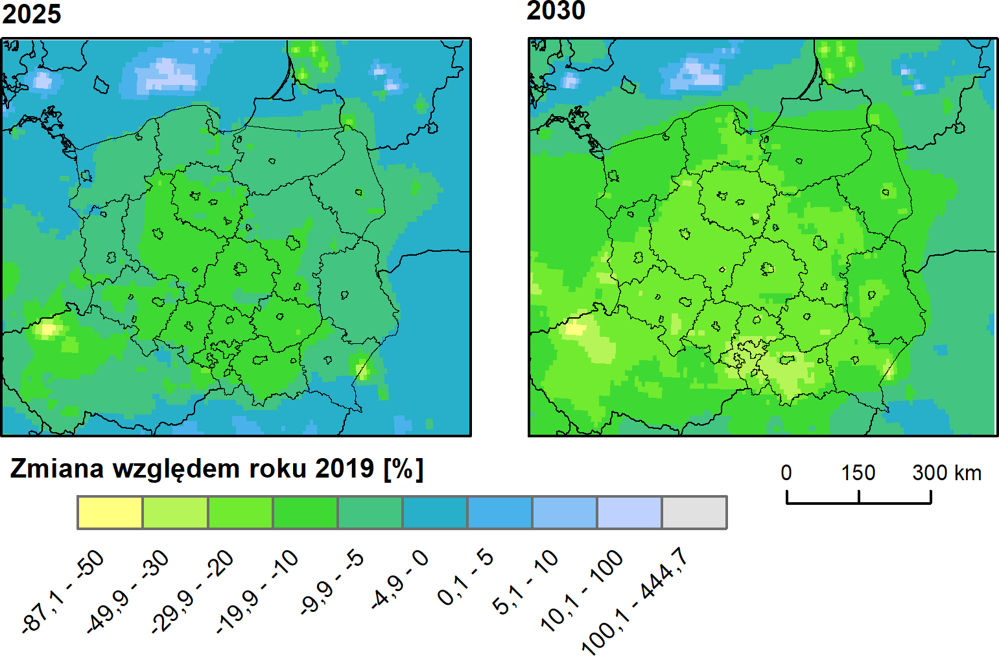 2025
2030
Zmiana względem roku 2019 [%]
0 150 300 km
-87,1 - -50
-49,9 - -30
-29,9 - -20
-19,9 - -10
-9,9 - -5
-4,9 - 0
0,1 - 5
5,1 - 10
10,1 - 100
100,1 - 444,7